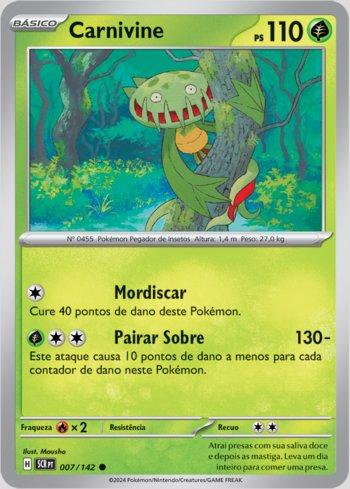 BÁSICO
Carnivine
PS 110
Nº 0455 Pokémon Pegador de Insetos Altura: 1,4 m Peso: 27,0 kg
Mordiscar
Cure 40 pontos de dano deste Pokémon.
Pairar Sobre 130-
Este ataque causa 10 pontos de dano a menos para cada
contador de dano neste Pokémon.
Fraqueza × 2 Resistência Recuo
Ilust. Mousho
H SCR PT 007/142
Atrai presas com sua saliva
doce e depois as mastiga. Leva um dia
inteiro para comer uma presa.
©2024 Pokémon/Nintendo/Creatures/GAME FREAK